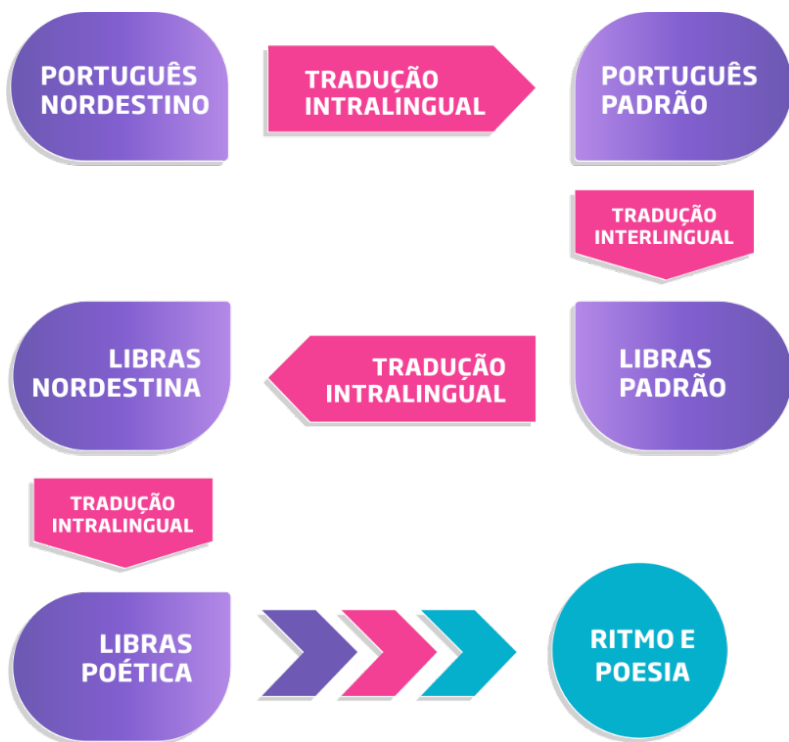 PORTUGUÊS
NORDESTINO
TRADUÇÃO
INTRALINGUAL
PORTUGUÊS
PADRÃO
TRADUÇÃO
INTERLINGUAL
LIBRAS
PADRÃO
TRADUÇÃO
INTRALINGUAL
LIBRAS
NORDESTINA
TRADUÇÃO
INTRALINGUAL
LIBRAS
POÉTICA
RITMO E
POESIA